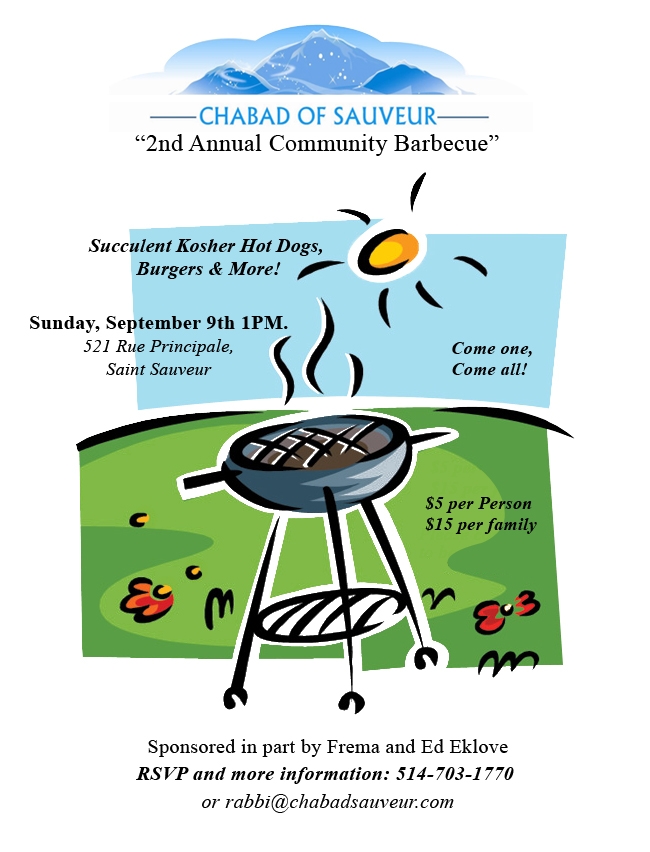 CHABAD OF SAUVEUR
“2nd Annual Community Barbecue”
Succulent Kosher Hot Dogs,
Burgers & More!
Sunday, September 9th 1PM.
521 Rue Principale,
Saint Sauveur
Come one,
Come all!
$5 per Person
$15 per family
Sponsored in part by Frema and Ed Eklove
RSVP and more information: 514-703-1770
or rabbi@chabadsauveur.com